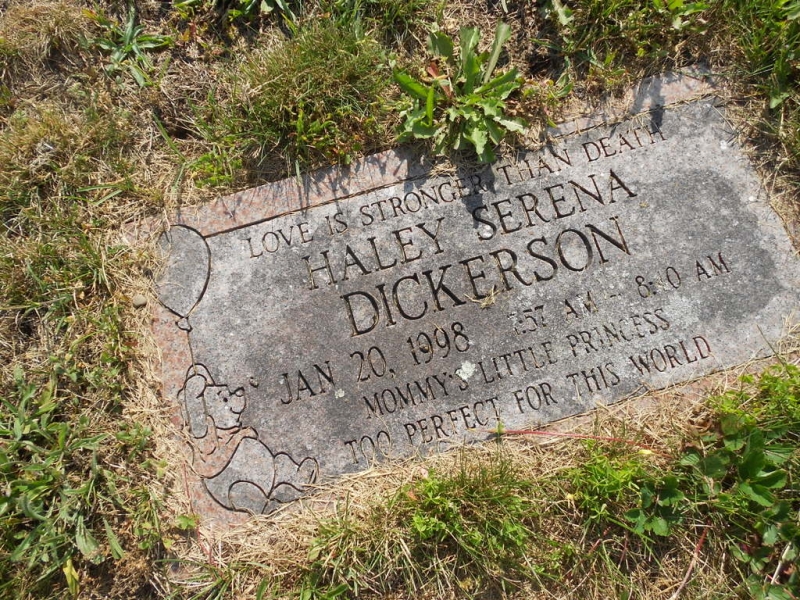 LOVE IS STRONGER THAN DEATH
HALEY SERENA
DICKERSON
JAN 20, 1998 7:57 AM - 8:40 AM
MOMMY'S LITTLE PRINCESS
TOO PERFECT FOR THIS WORLD